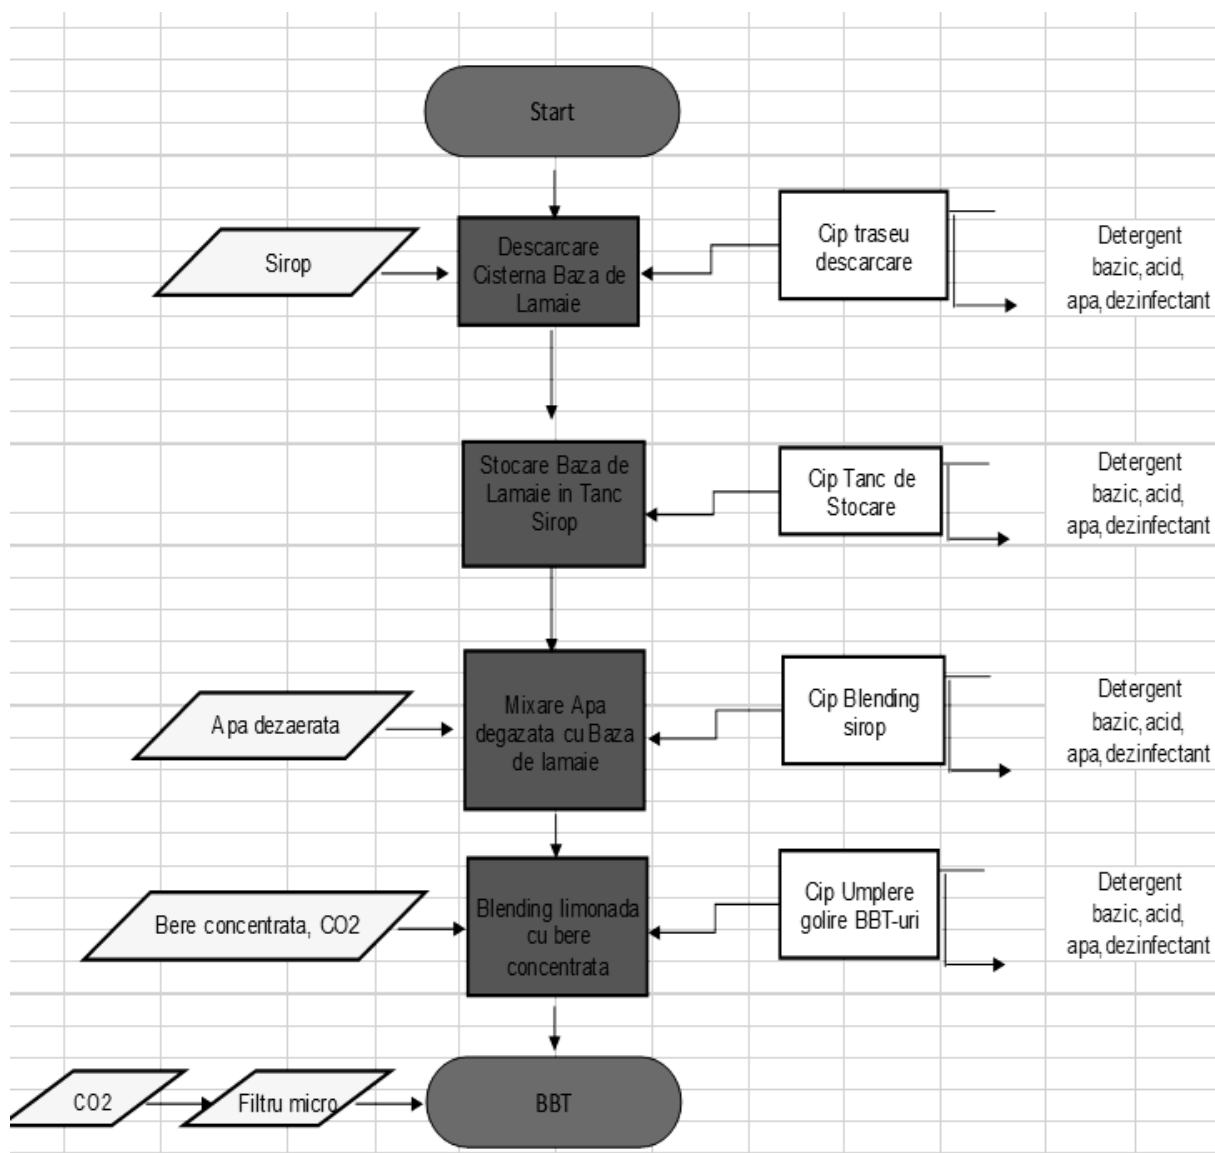 Start
Sirop
Descarcare
Cisterna Baza de
Lamaie
Cip traseu
descarcare
Detergent
bazic, acid,
apa, dezinfectant
Stocare Baza de
Lamaie in Tanc
Sirop
Cip Tanc de
Stocare
Detergent
bazic, acid,
apa, dezinfectant
Apa dezaerata
Mixare Apa
degazata cu Baza
de lamaie
Cip Blending
sirop
Detergent
bazic, acid,
apa, dezinfectant
Bere concentrata, CO2
Blending limonada
cu bere
concentrata
Cip Umplere
golire BBT-uri
Detergent
bazic, acid,
apa, dezinfectant
CO2
Filtru micro
BBT